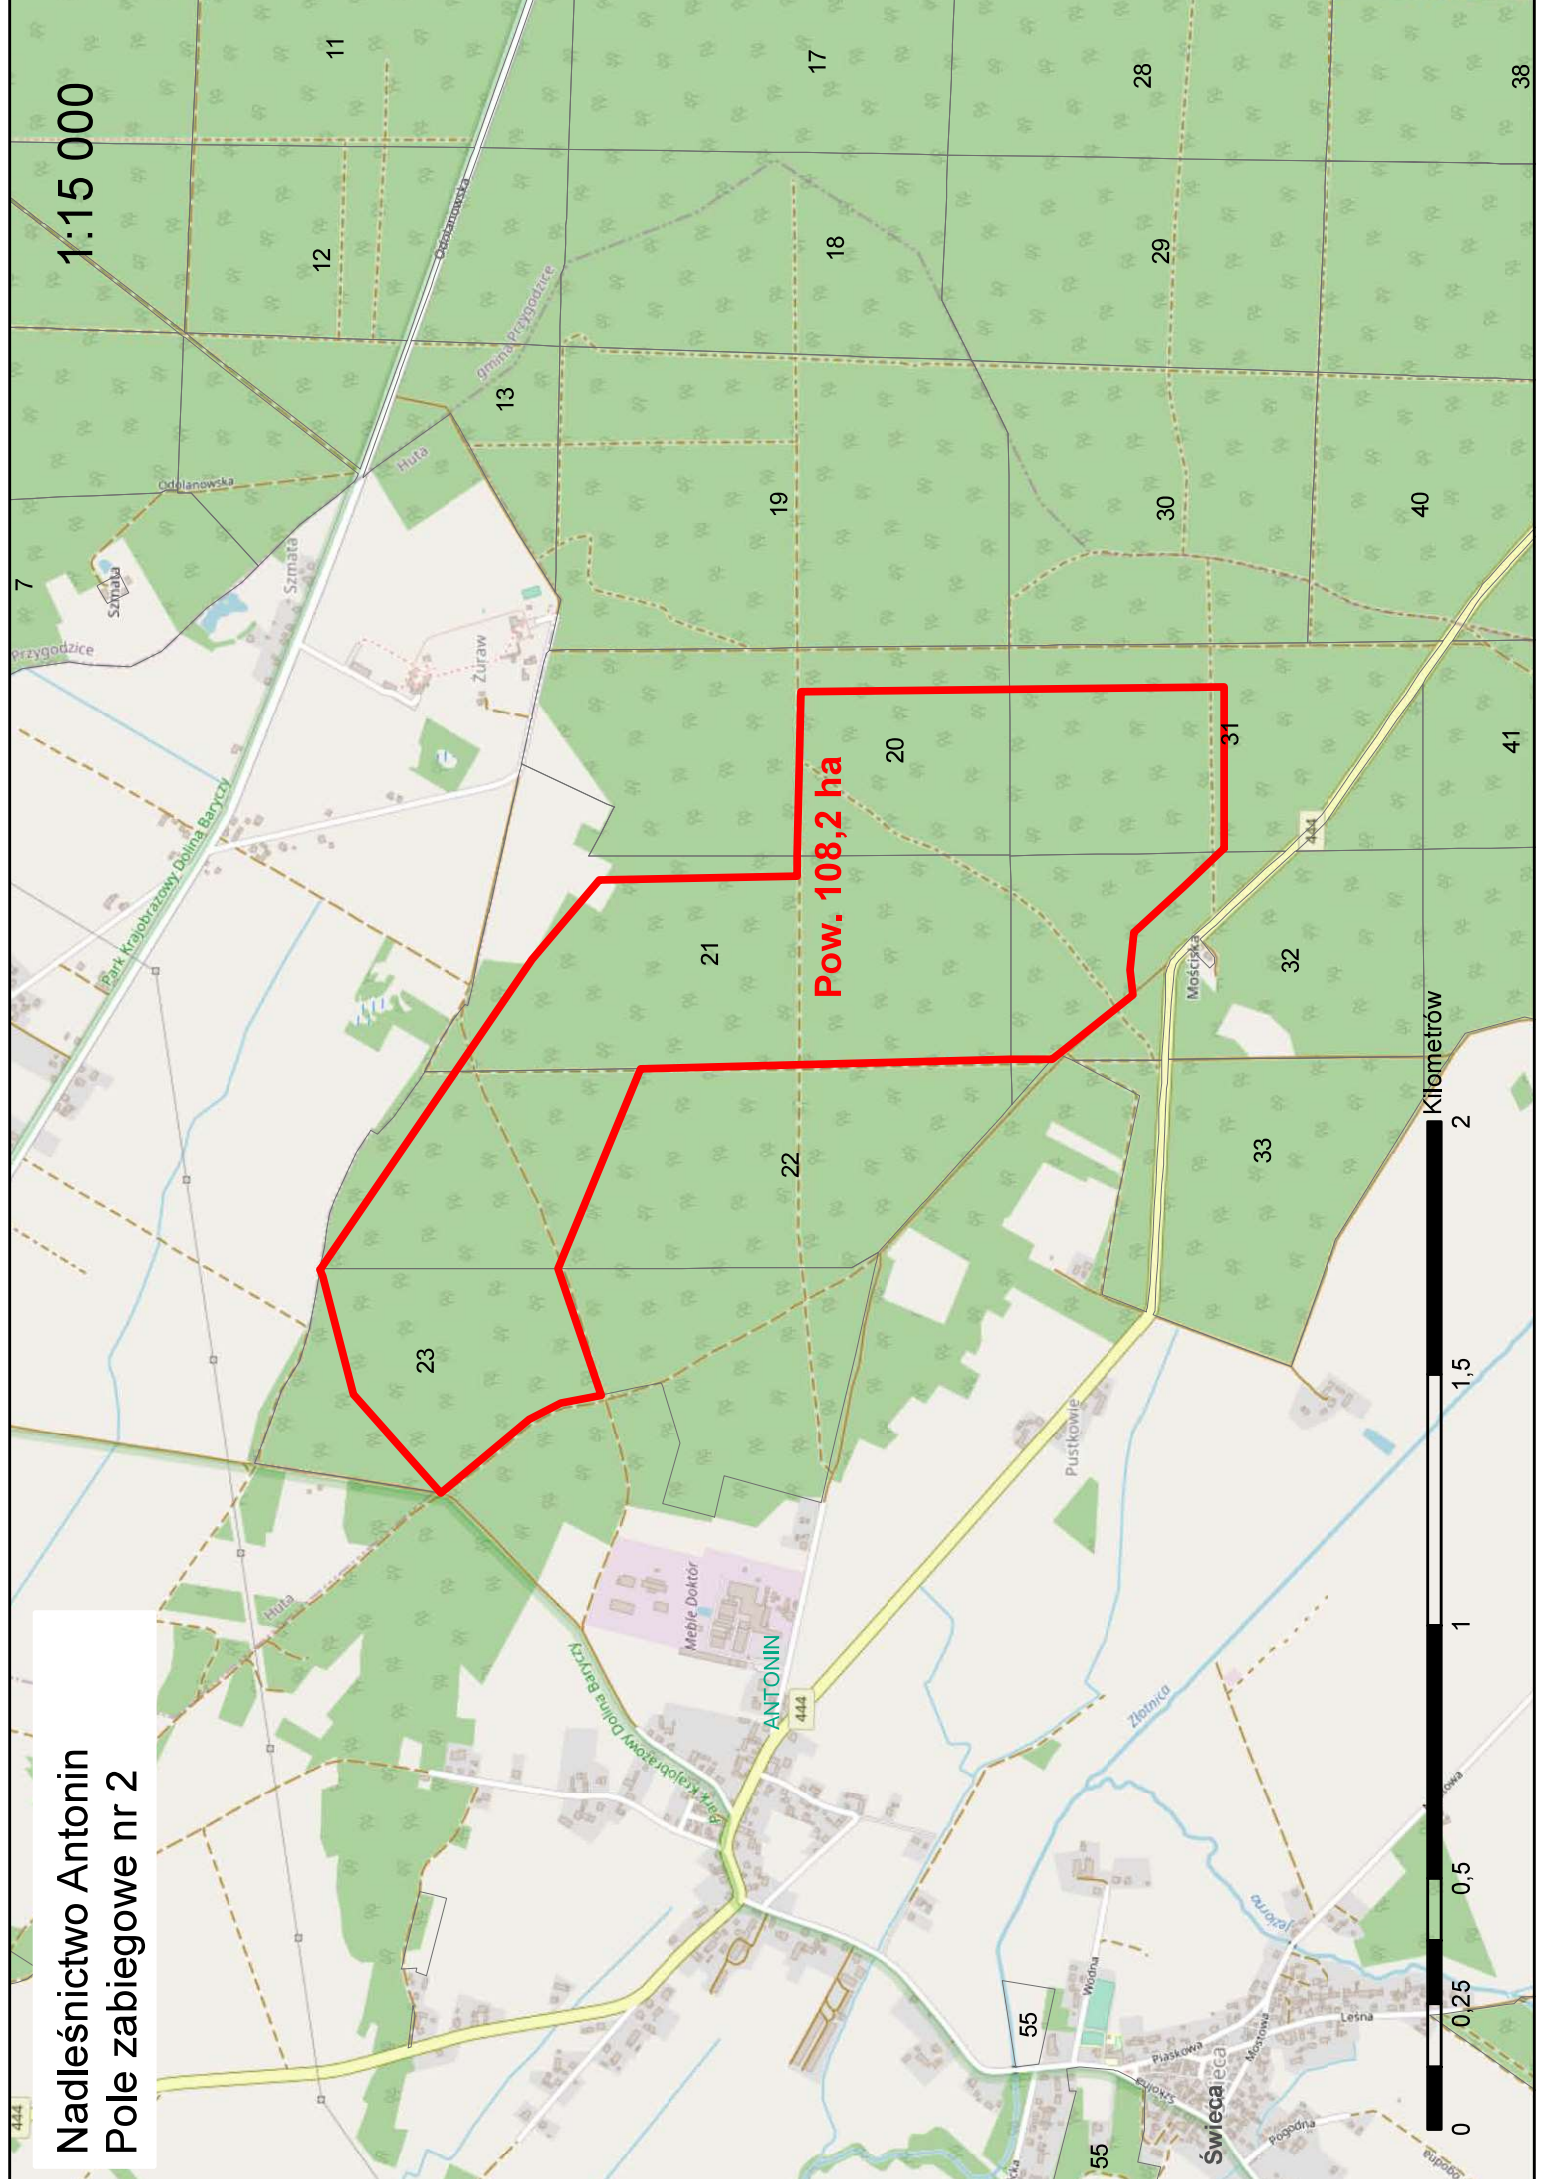 Nadleśnictwo Antonin
Pole zabiegowe nr 2
1:15 000
Pow. 108,2 ha
444
Huta
Park Krajobrazowy Dolina Baryczy
Park Krajobrazowy Dolina Baryczy
Meble Doktór
ANTONIN
444
Pustkowie
Złotnica
Jeziorna
Wodna
55
55
Piaskowa
Szkolna
Mostowa
Leśna
Pogodna
Świeca
Przygodzice
7
Szmata
Szmata
Odolanowska
Odolanowska
Huta
gmina Przygodzice
Żuraw
11
12
13
17
18
19
20
21
22
23
28
29
30
31
32
33
38
40
41
444
Mościska
0
0,25
0,5
1
1,5
2
Kilometrów